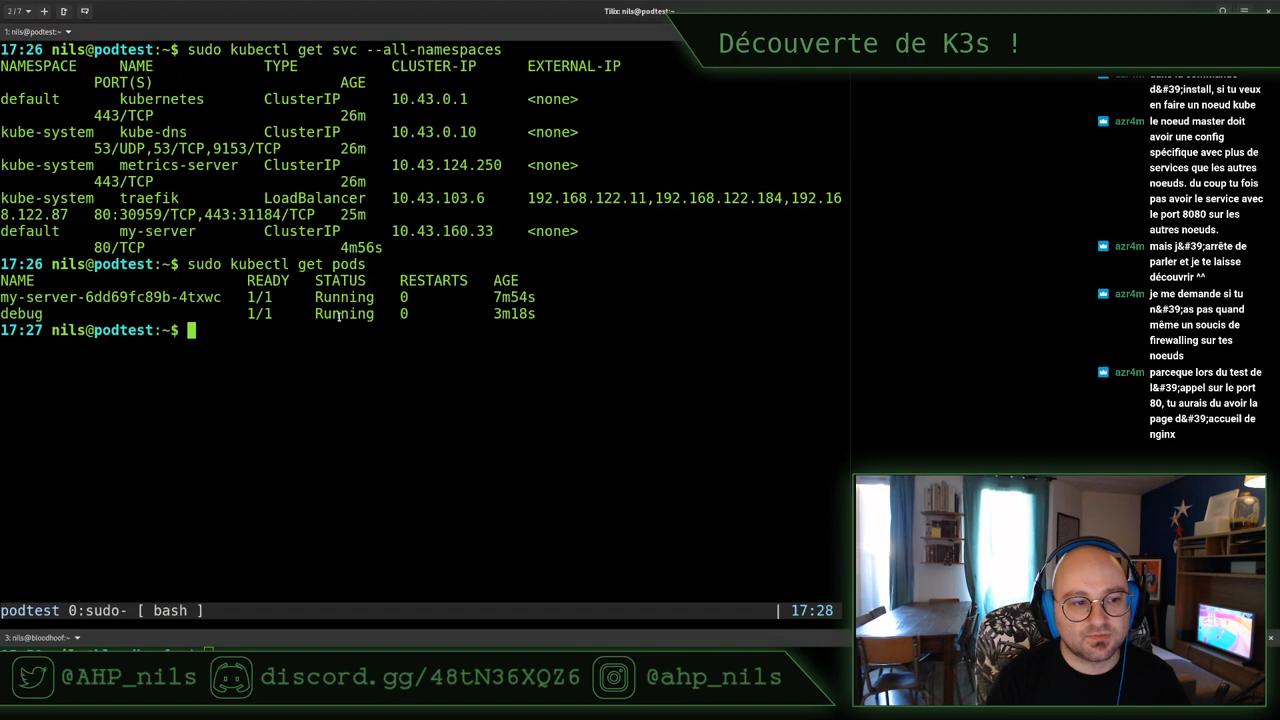 2/7
Tilix: nils@podtest:~
1: nils@podtest:~
Découverte de K3s !
17:26 nils@podtest:~$ sudo kubectl get svc --all-namespaces
NAMESPACE NAME TYPE CLUSTER-IP EXTERNAL-IP
PORT(S) AGE
default kubernetes ClusterIP 10.43.0.1 <none>
443/TCP 26m
kube-system kube-dns ClusterIP 10.43.0.10 <none>
53/UDP,53/TCP,9153/TCP 26m
kube-system metrics-server ClusterIP 10.43.124.250 <none>
443/TCP 26m
kube-system traefik LoadBalancer 10.43.103.6 192.168.122.11,192.168.122.184,192.16
8.122.87 80:30959/TCP,443:31184/TCP 25m
default my-server ClusterIP 10.43.160.33 <none>
80/TCP 4m56s
17:26 nils@podtest:~$ sudo kubectl get pods
NAME READY STATUS RESTARTS AGE
my-server-6dd69fc89b-4txwc 1/1 Running 0 7m54s
debug 1/1 Running 0 3m18s
17:27 nils@podtest:~$
podtest 0:sudo- [ bash ] | 17:28
3: nils@bloodhoof:~
d&#39;install, si tu veux
en faire un noeud kube
azr4m le noeud master doit
avoir une config
spécifique avec plus de
services que les autres
noeuds. du coup tu fois
pas avoir le service avec
le port 8080 sur les
autres noeuds.
azr4m mais j&#39;arrête de
parler et je te laisse
découvrir ^^
azr4m je me demande si tu
n&#39;as pas quand
même un soucis de
firewalling sur tes
noeuds
azr4m parceque lors du test de
l&#39;appel sur le port
80, tu aurais du avoir la
page d&#39;accueil de
nginx
@AHP_nils discord.gg/48tN36XQZ6 @ahp_nils